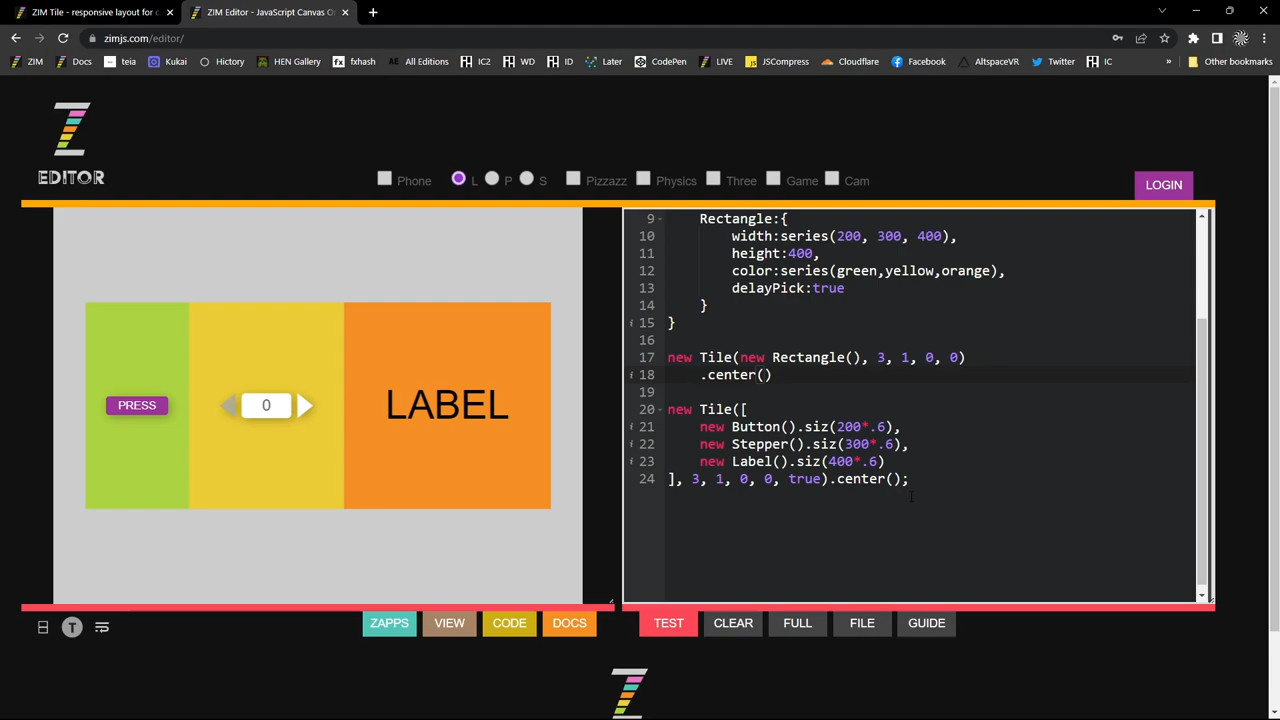 ZIM Tile - responsive layout for c
ZIM Editor - JavaScript Canvas O
zimjs.com/editor/
ZIM
Docs
teia
Kukai
Hictory
HEN Gallery
fx fxhash
AE All Editions
IC2
WD
ID
Later
CodePen
LIVE
JS JSCompress
Cloudflare
Facebook
AltspaceVR
Twitter
IC
»
Other bookmarks
EDITOR
Phone
L
P
S
Pizzazz
Physics
Three
Game
Cam
LOGIN
PRESS
0
LABEL
9 Rectangle:{
10 width:series(200, 300, 400),
11 height:400,
12 color:series(green,yellow,orange),
13 delayPick:true
14 }
i 15 }
16
17 new Tile(new Rectangle(), 3, 1, 0, 0)
i 18 .center()
19
20 new Tile([
i 21 new Button().siz(200*.6),
i 22 new Stepper().siz(300*.6),
i 23 new Label().siz(400*.6)
24 ], 3, 1, 0, 0, true).center();
T
ZAPPS
VIEW
CODE
DOCS
TEST
CLEAR
FULL
FILE
GUIDE